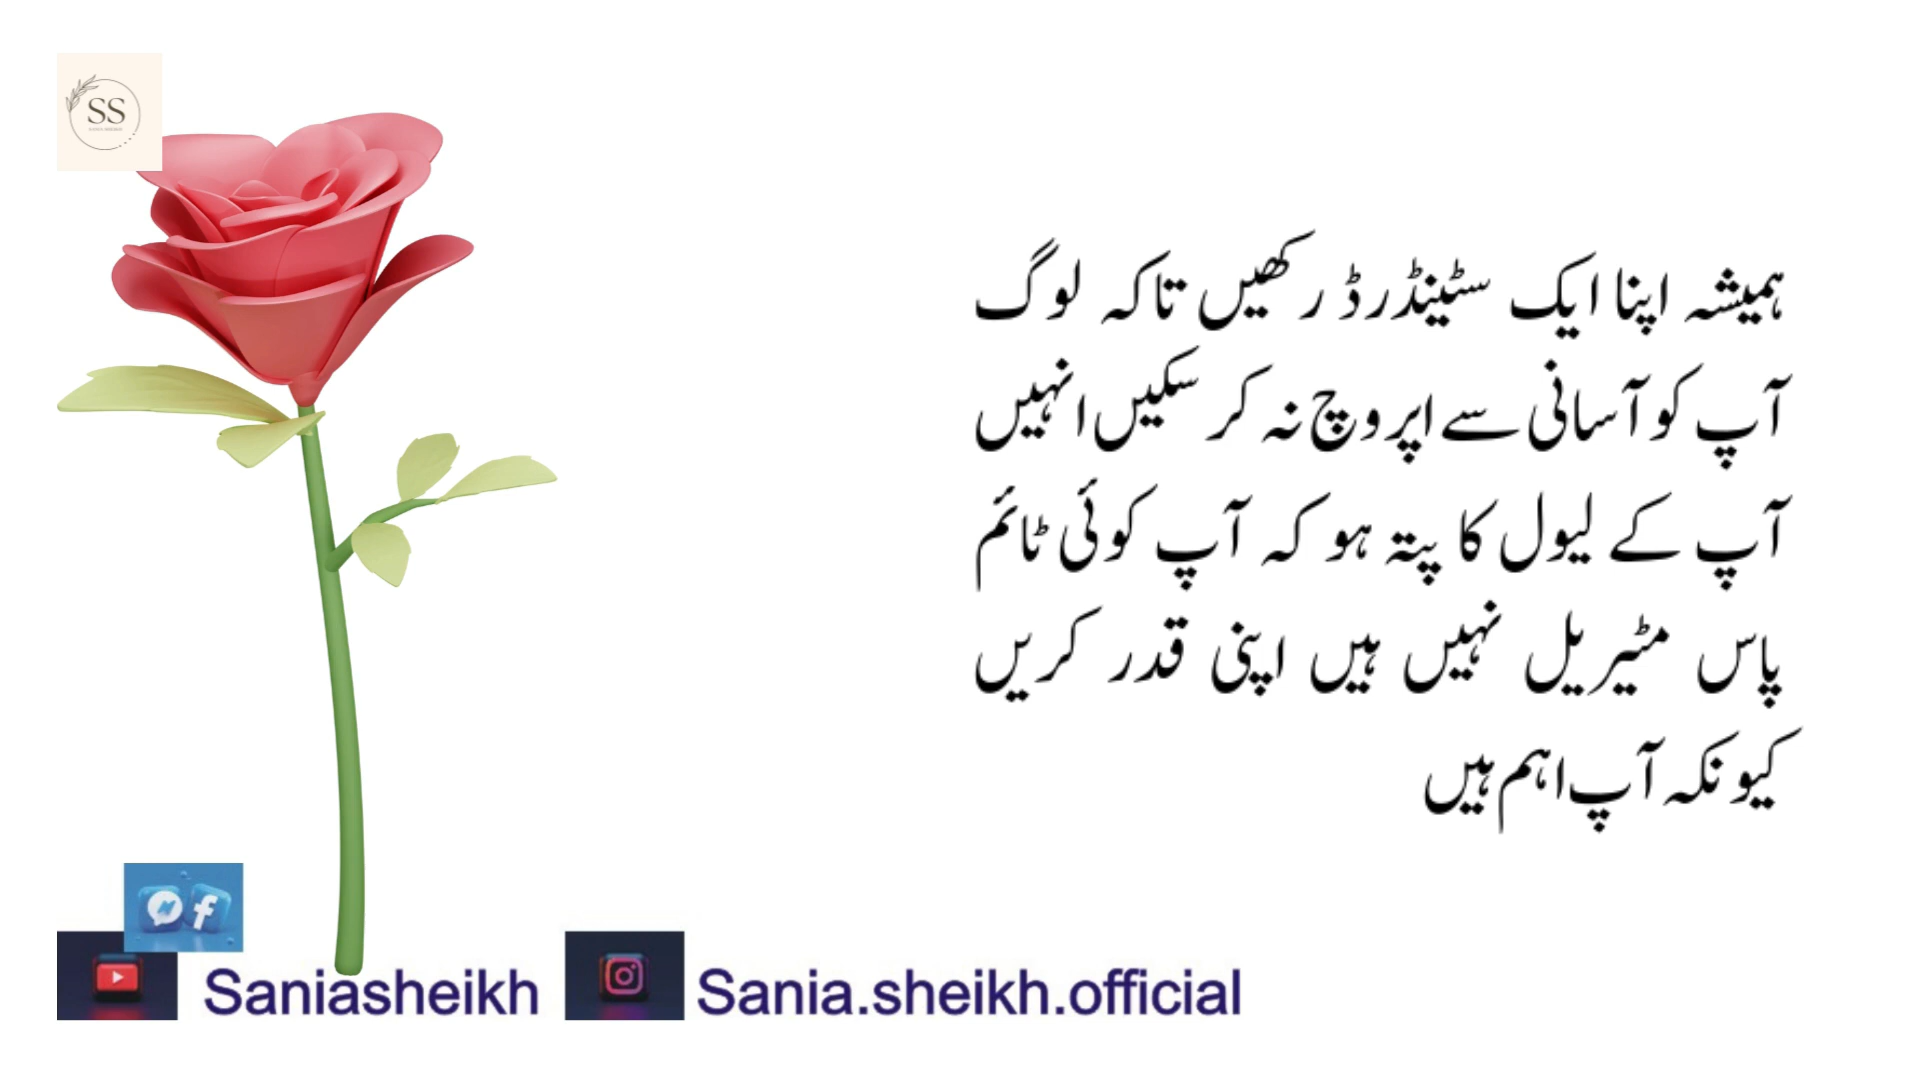 SS
ہمیشہ اپنا ایک سٹینڈرڈ رکھیں تاکہ لوگ
آپ کو آسانی سے اپروچ نہ کر سکیں انہیں
آپ کے لیول کا پتہ ہو کہ آپ کوئی ٹائم
پاس مٹیریل نہیں ہیں اپنی قدر کریں
کیونکہ آپ اہم ہیں
Saniasheikh
Sania.sheikh.official